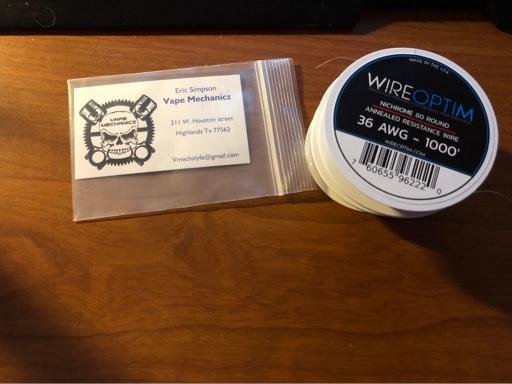 Eric Simpson
Vape Mechanicz
211 W. Houston street
Highlands Tx 77562
Vmechzlyfe@gmail.com
VAPE
MECHANICZ
MADE IN THE USA
WIREOPTIM
NICHROME 80 ROUND
ANNEALED RESISTANCE WIRE
36 AWG - 1000'
WIREOPTIM.COM
7 60655 96222 0